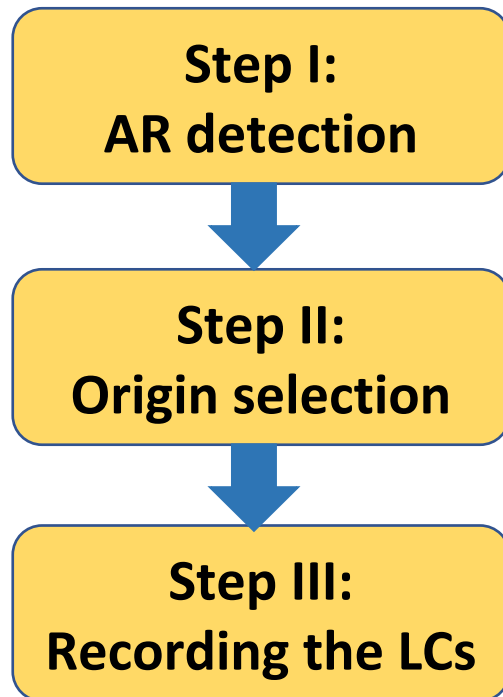 Step I:
AR detection
Step II:
Origin selection
Step III:
Recording the LCs